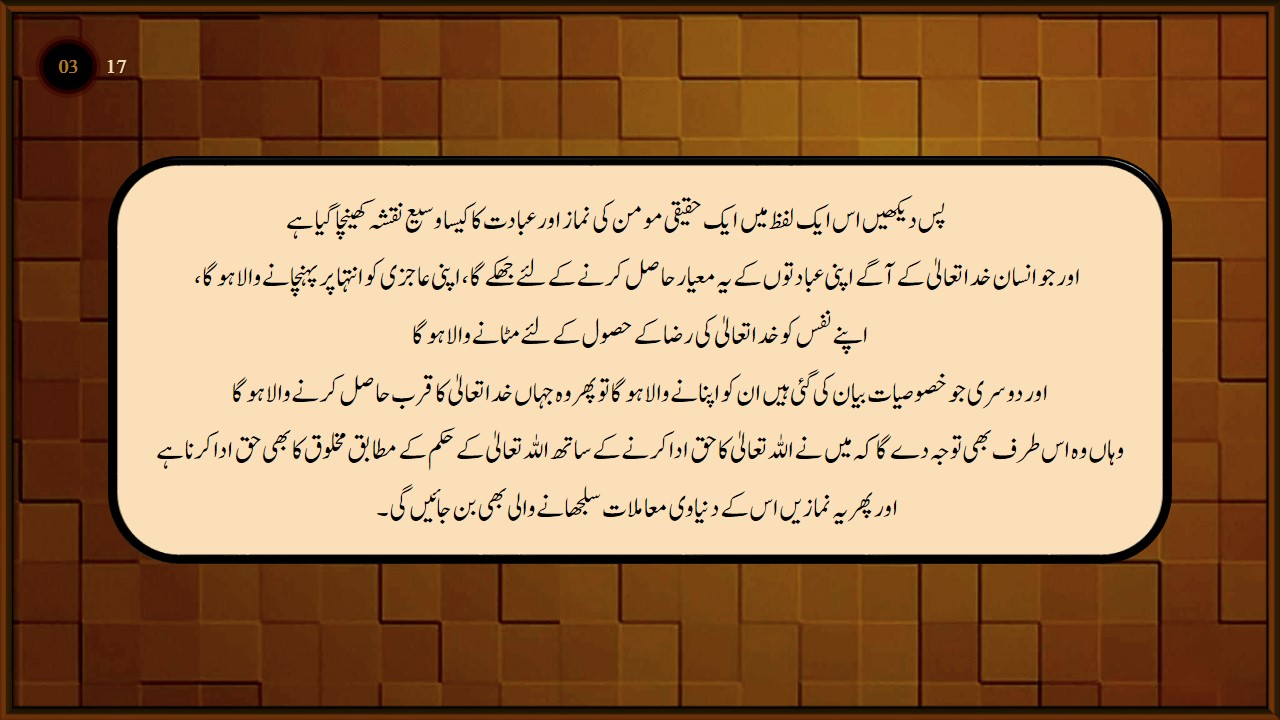 03 17
پس دیکھیں اس ایک لفظ میں ایک حقیقی مومن کی نماز اور عبادت کا کیسا وسیع نقشہ کھینچا گیا ہے
اور جو انسان خدا تعالیٰ کے آگے اپنی عبادتوں کے یہ معیار حاصل کرنے کے لئے جھکے گا، اپنی عاجزی کو انتہا پر پہنچانے والا ہو گا،
اپنے نفس کو خدا تعالیٰ کی رضا کے حصول کے لئے مٹانے والا ہو گا
اور دوسری جو خصوصیات بیان کی گئی ہیں ان کو اپنانے والا ہو گا تو پھر وہ جہاں خدا تعالیٰ کا قرب حاصل کرنے والا ہو گا
وہاں وہ اس طرف بھی توجہ دے گا کہ میں نے اللہ تعالیٰ کا حق ادا کرنے کے ساتھ اللہ تعالیٰ کے حکم کے مطابق مخلوق کا بھی حق ادا کرنا ہے
اور پھر یہ نمازیں اس کے دنیاوی معاملات سلجھانے والی بھی بن جائیں گی۔